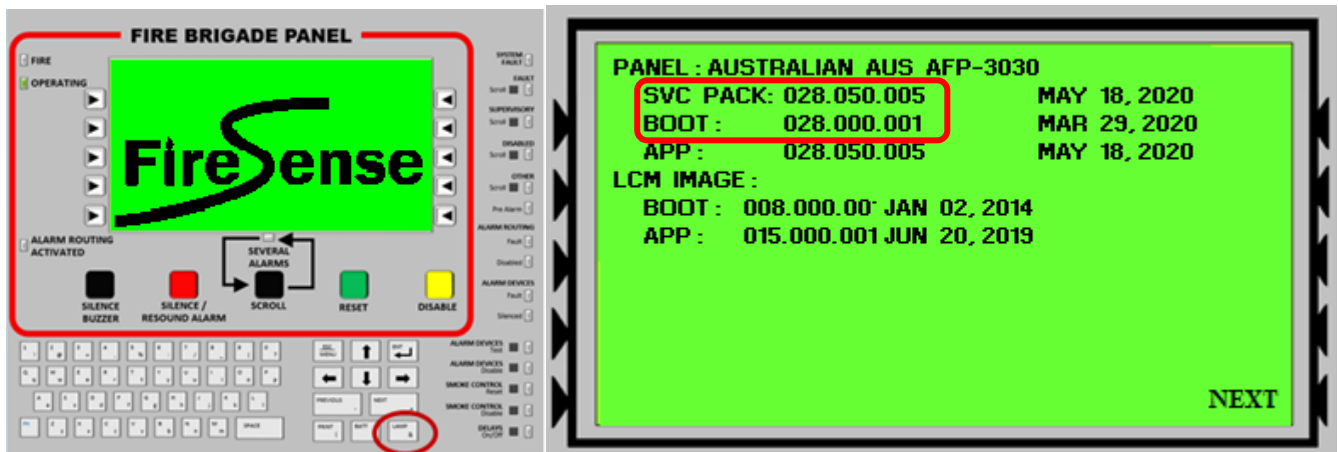 FIRE BRIGADE PANEL
FIRE
OPERATING
FireSense
ALARM ROUTING
ACTIVATED
SEVERAL
ALARMS
SILENCE
BUZZER
SILENCE /
RESOUND ALARM
SCROLL
RESET
DISABLE
SYSTEM
FAULT
FAULT
Scroll
SUPERVISORY
Scroll
DISABLED
Scroll
OTHER
Scroll
Pre Alarm
ALARM ROUTING
Fault
Disabled
ALARM DEVICES
Fault
Silenced
ALARM DEVICES
Test
ALARM DEVICES
Disable
SMOKE CONTROL
Reset
SMOKE CONTROL
Disable
DELAYS
On/Off
ESC
MENU
ENT
PREVIOUS
NEXT
SPACE
PRINT
BATT
LAMP
PANEL : AUSTRALIAN AUS AFP-3030
SVC PACK: 028.050.005 MAY 18, 2020
BOOT : 028.000.001 MAR 29, 2020
APP : 028.050.005 MAY 18, 2020
LCM IMAGE :
BOOT : 008.000.00 JAN 02, 2014
APP : 015.000.001 JUN 20, 2019
NEXT